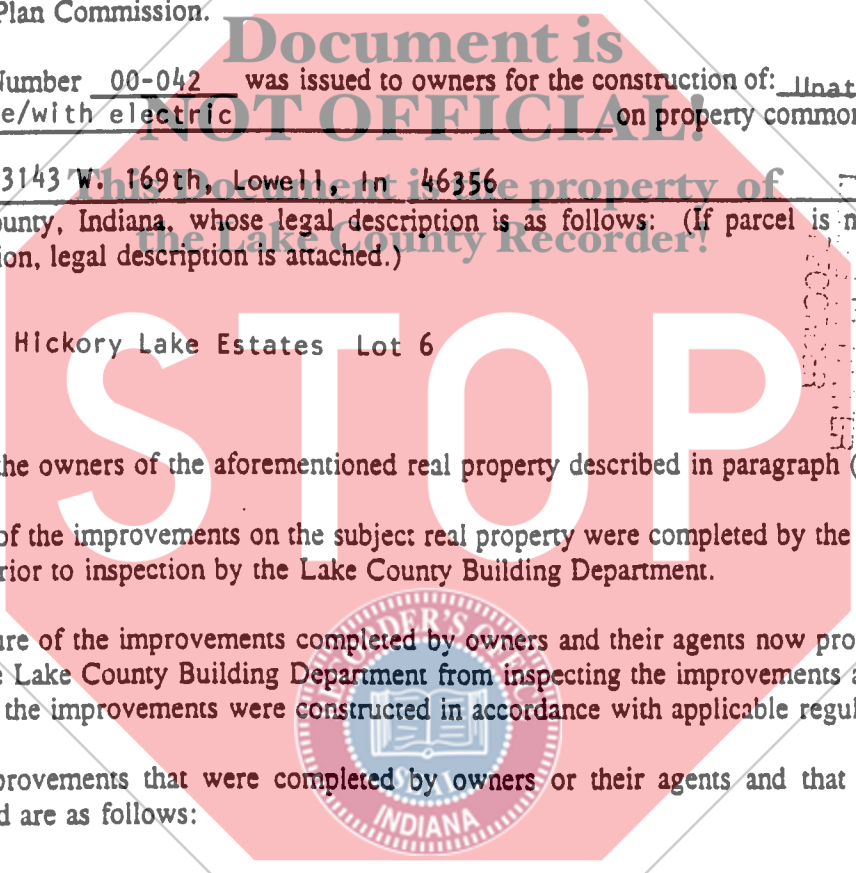 Plan Commission.
Document is
Number 00-042 was issued to owners for the construction of: Unat
NOT OFFICIAL!
e/with electric on property common
This Document is the property of
3143 W. 169th, Lowell, In 46356
ounty, Indiana, whose legal description is as follows: (If parcel is n
the Lake County Recorder!
ion, legal description is attached.)
Hickory Lake Estates Lot 6
STOP
the owners of the aforementioned real property described in paragraph (
of the improvements on the subject real property were completed by the
rior to inspection by the Lake County Building Department.
ure of the improvements completed by owners and their agents now pro
e Lake County Building Department from inspecting the improvements a
the improvements were constructed in accordance with applicable regul
provements that were completed by owners or their agents and that
d are as follows:
RECORDER'S OFFICE
SEAL
INDIANA